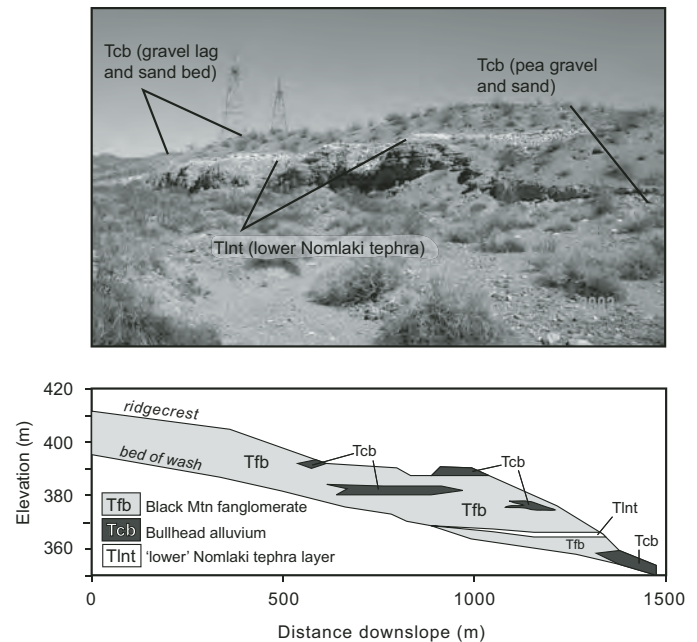 Tcb (gravel lag
and sand bed)
Tcb (pea gravel
and sand)
Tlnt (lower Nomlaki tephra)
2002
420
400
380
360
Elevation (m)
ridgecrest
bed of wash
Tfb
Tcb
Tfb
Tcb
Tlnt
Tfb
Tcb
Tfb Black Mtn fanglomerate
Tcb Bullhead alluvium
Tlnt ‘lower’ Nomlaki tephra layer
0
500
1000
1500
Distance downslope (m)